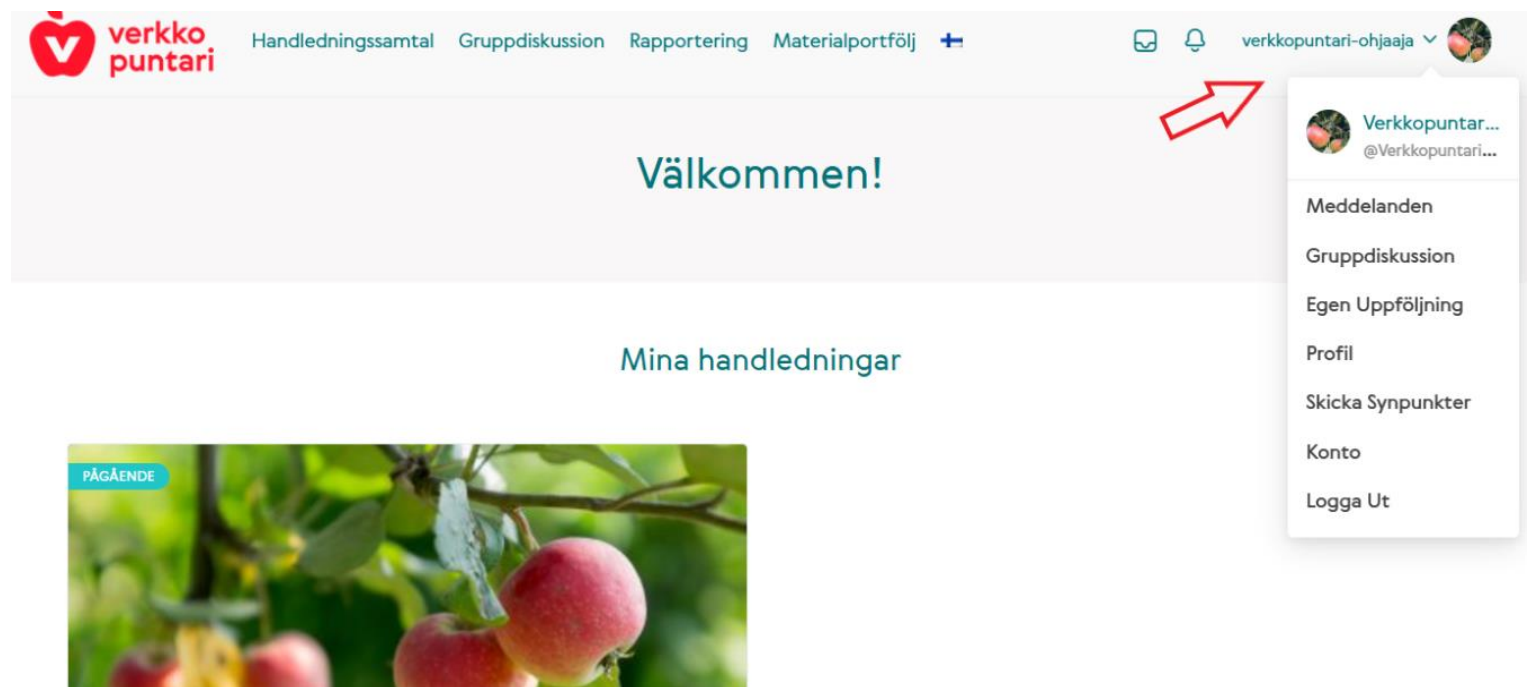 verkko
puntari
Handledningssamtal Gruppdiskussion Rapportering Materialportfölj
verkkopuntari-ohjaaja
Verkkopuntar...
@Verkkopuntari...
Meddelanden
Gruppdiskussion
Egen Uppföljning
Profil
Skicka Synpunkter
Konto
Logga Ut
Välkommen!
Mina handledningar
PÅGÅENDE